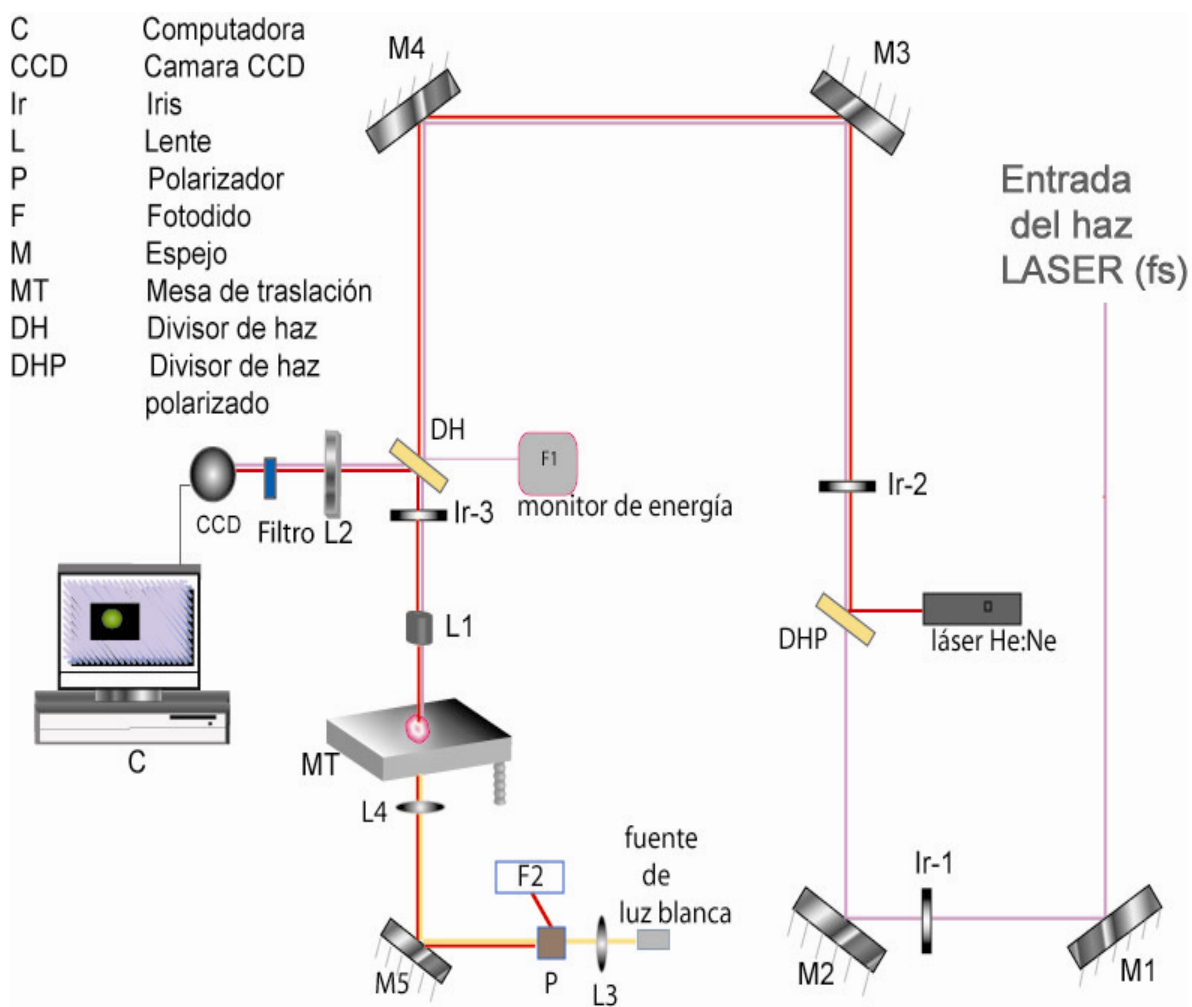 C Computadora
CCD Camara CCD
Ir Iris
L Lente
P Polarizador
F Fotodido
M Espejo
MT Mesa de traslación
DH Divisor de haz
DHP Divisor de haz
polarizado
M4
M3
Entrada
del haz
LASER (fs)
DH
F1
monitor de energía
Ir-2
Ir-3
CCD
Filtro L2
L1
DHP
láser He:Ne
C
MT
L4
fuente
de
luz blanca
F2
Ir-1
M5
P
L3
M2
M1